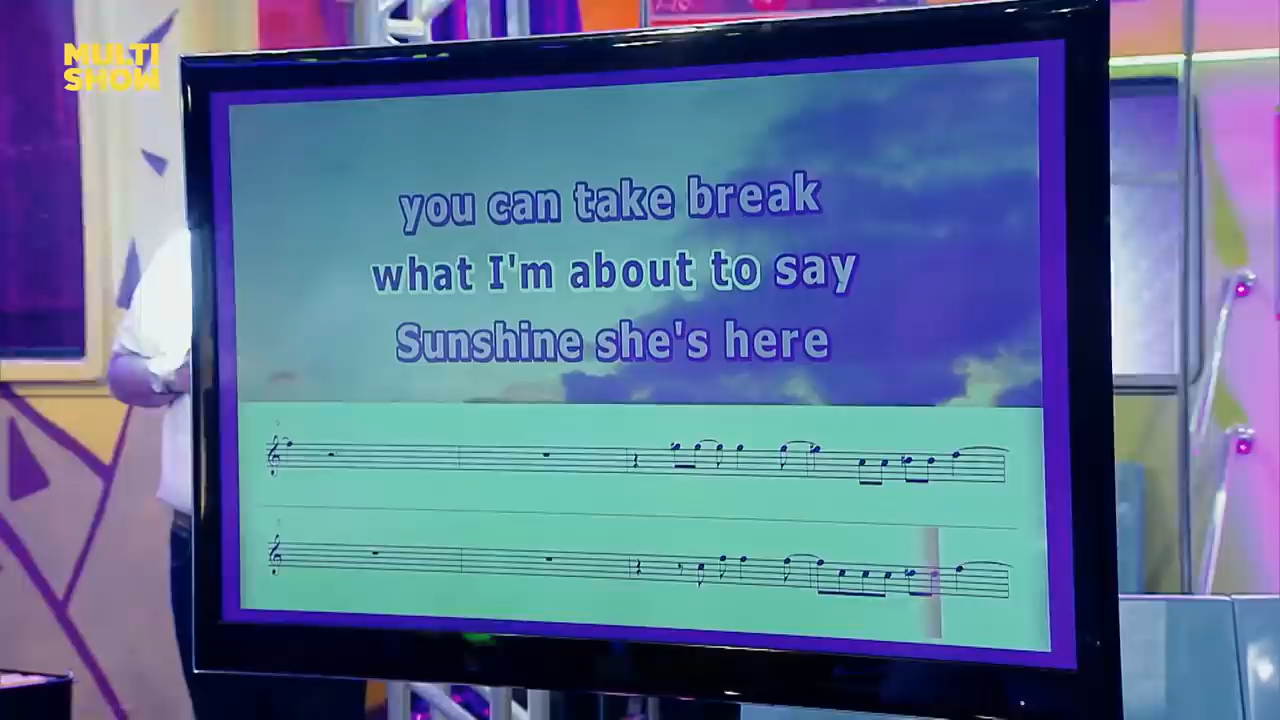 MULTI
SHOW
you can take break
what I'm about to say
Sunshine she's here